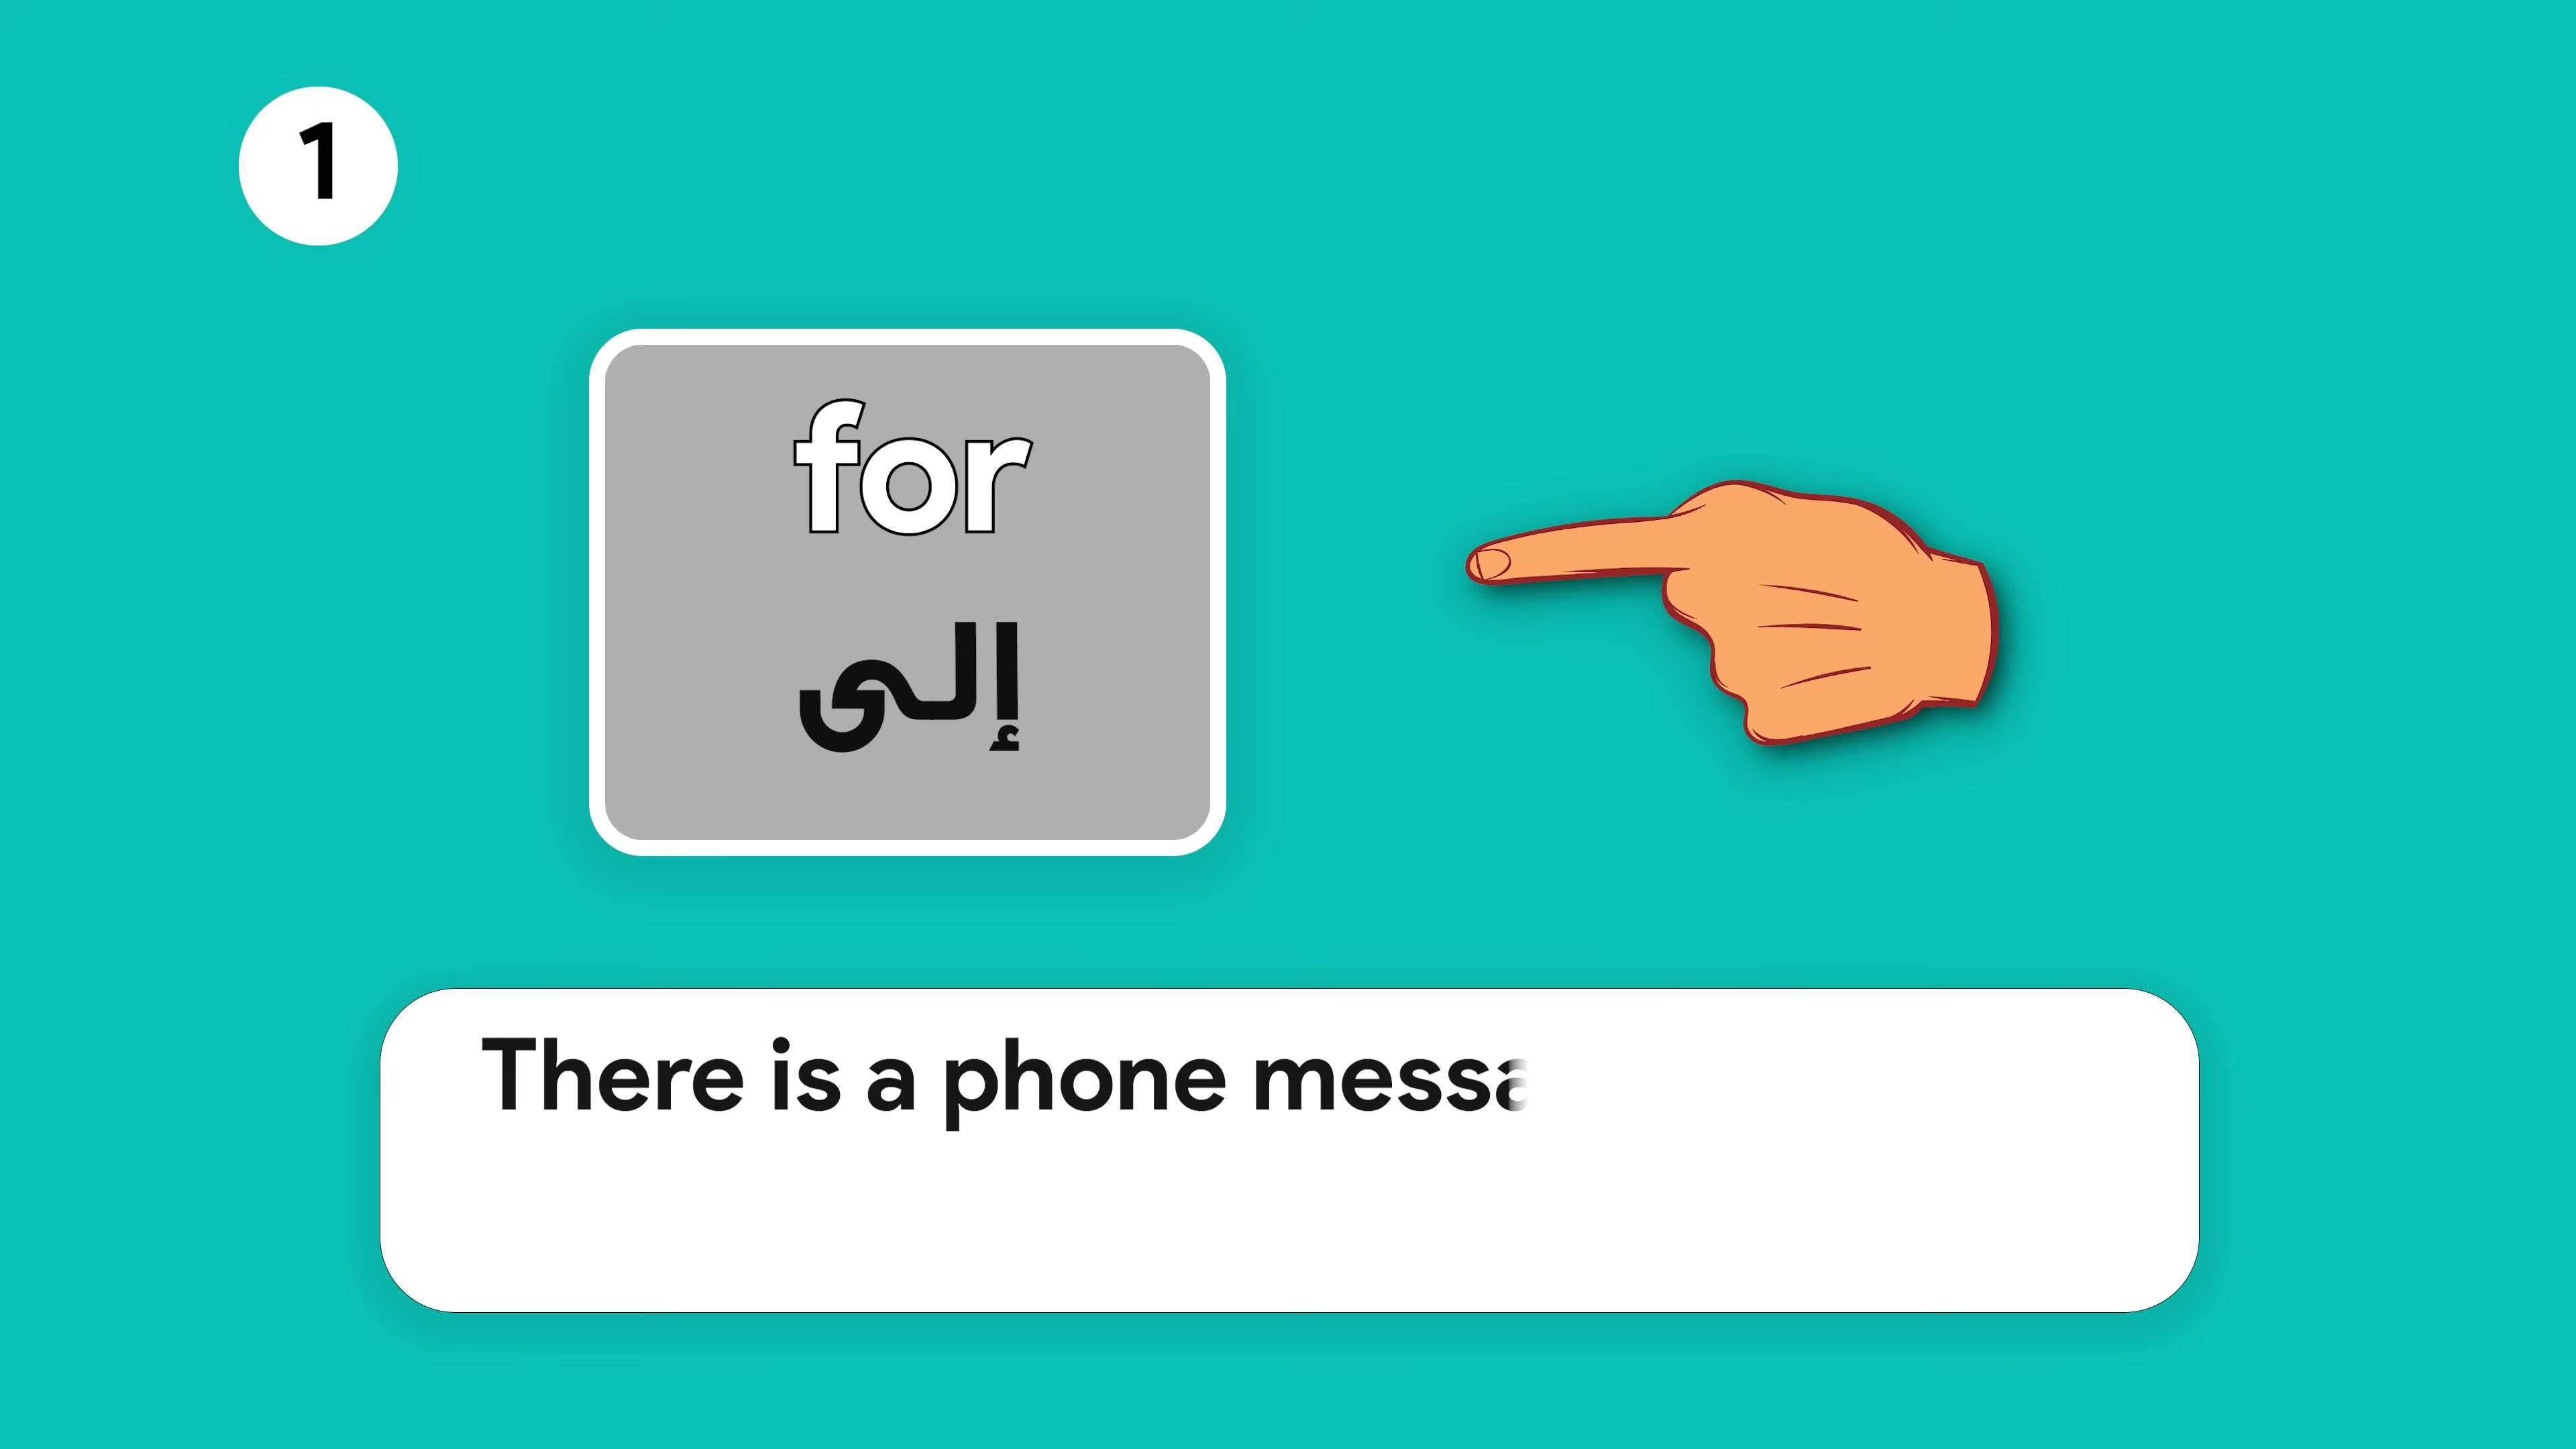 1
for
إلى
There is a phone messa